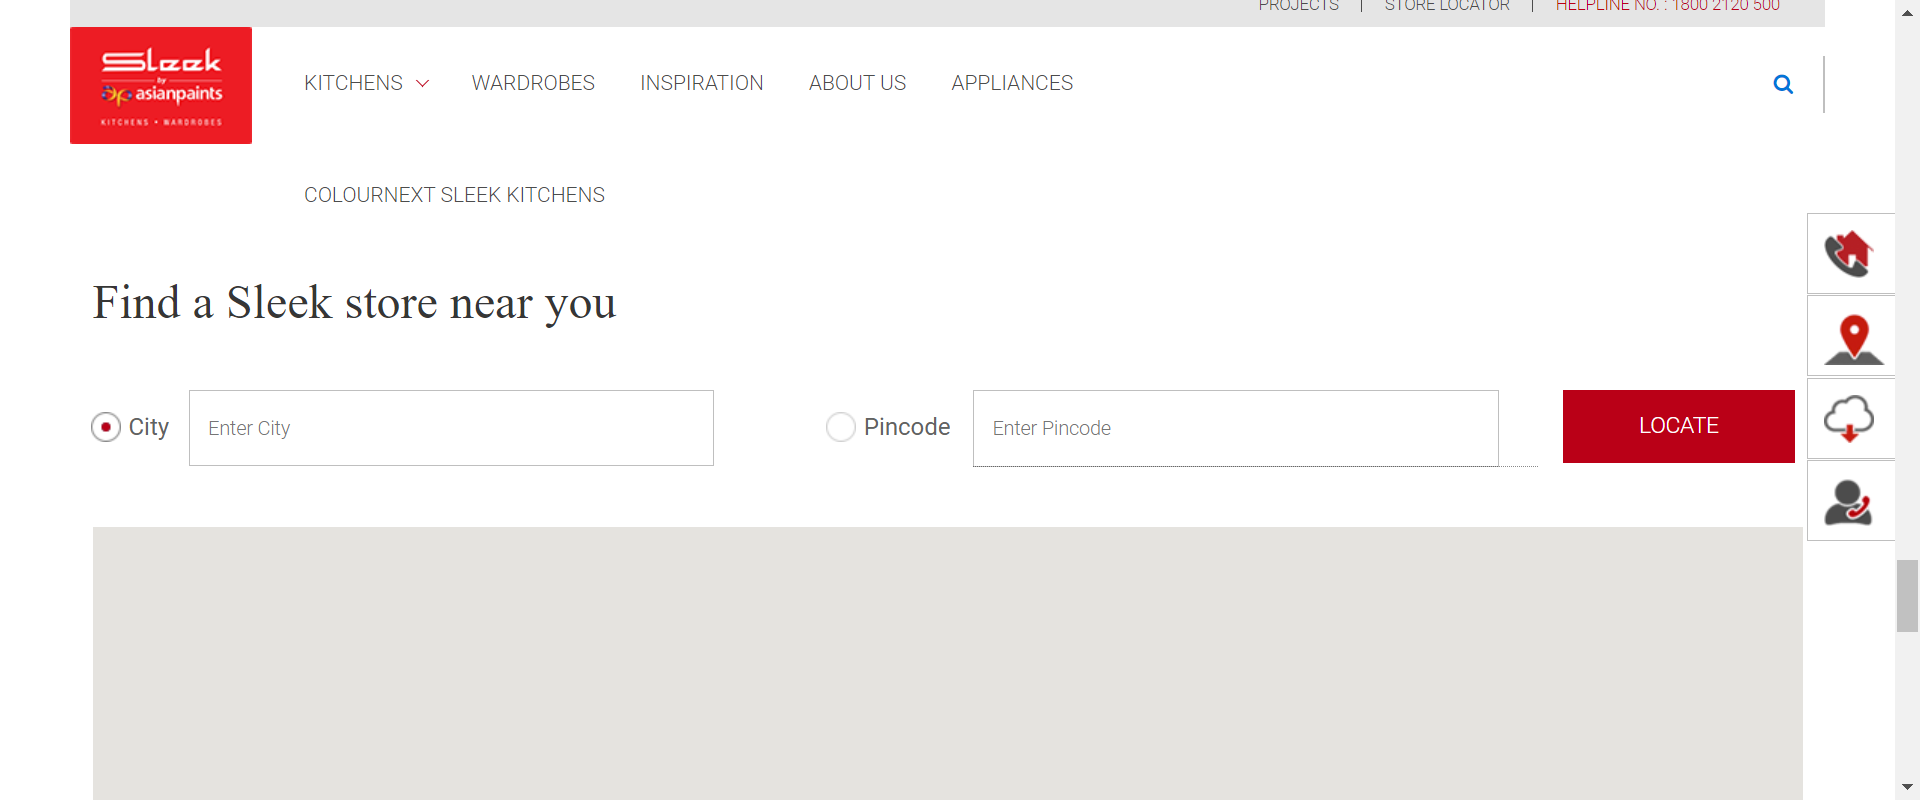 PROJECTS | STORE LOCATOR | HELPLINE NO. : 1800 2120 500
Sleek
by
asianpaints
KITCHENS • WARDROBES
KITCHENS WARDROBES INSPIRATION ABOUT US APPLIANCES
COLOURNEXT SLEEK KITCHENS
Find a Sleek store near you
City Enter City Pincode Enter Pincode LOCATE